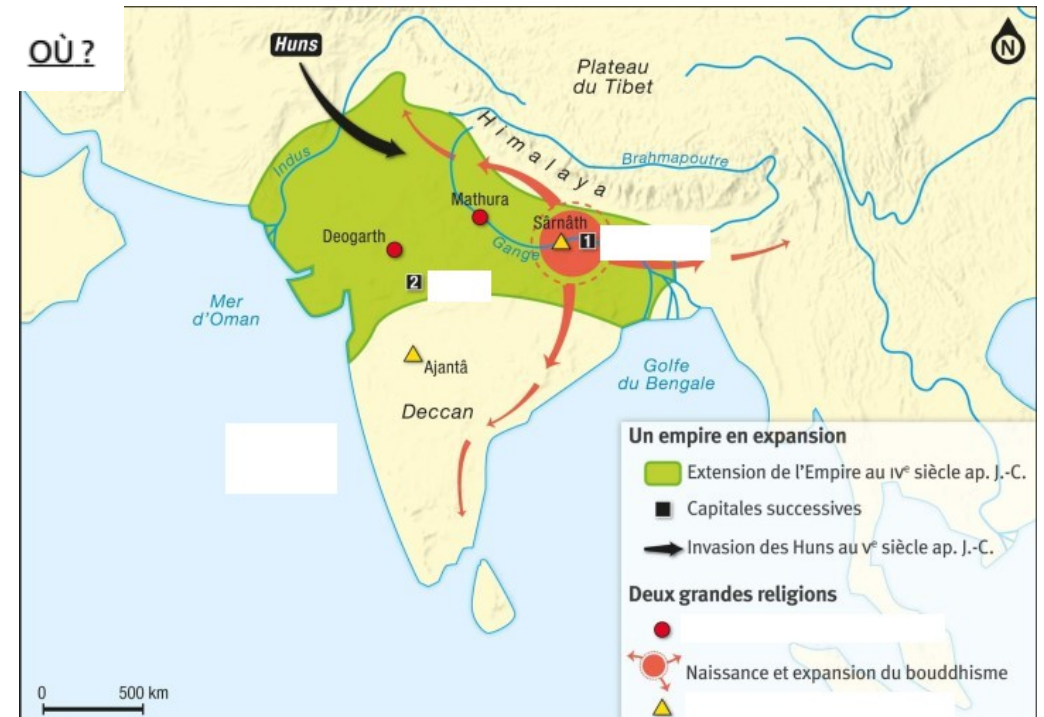 OÙ ?
Huns
N
Plateau
du Tibet
Himalaya
Indus
Brahmapoutre
Mathura
Sârnâth
1
Deogarth
Gange
2
Mer
d'Oman
Ajantâ
Golfe
du Bengale
Deccan
Un empire en expansion
Extension de l'Empire au IVe siècle ap. J.-C.
Capitales successives
Invasion des Huns au Ve siècle ap. J.-C.
Deux grandes religions
Naissance et expansion du bouddhisme
0 500 km